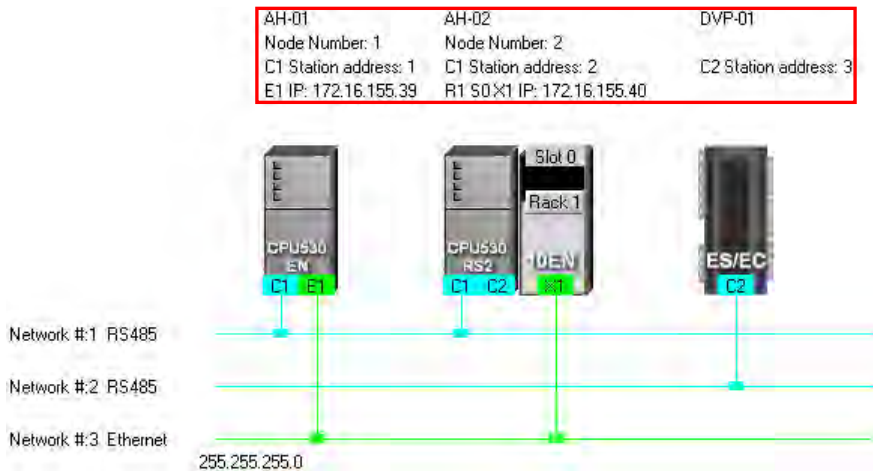 AH-01 AH-02 DVP-01
Node Number: 1 Node Number: 2
C1 Station address: 1 C1 Station address: 2 C2 Station address: 3
E1 IP: 172.16.155.39 R1 S0 X1 IP: 172.16.155.40
Slot 0
Rack 1
CPU530 CPU530 10EN ES/EC
EN RS2
C1 E1 C1 C2 X1 C2
Network #:1 RS485
Network #:2 RS485
Network #:3 Ethernet
255.255.255.0